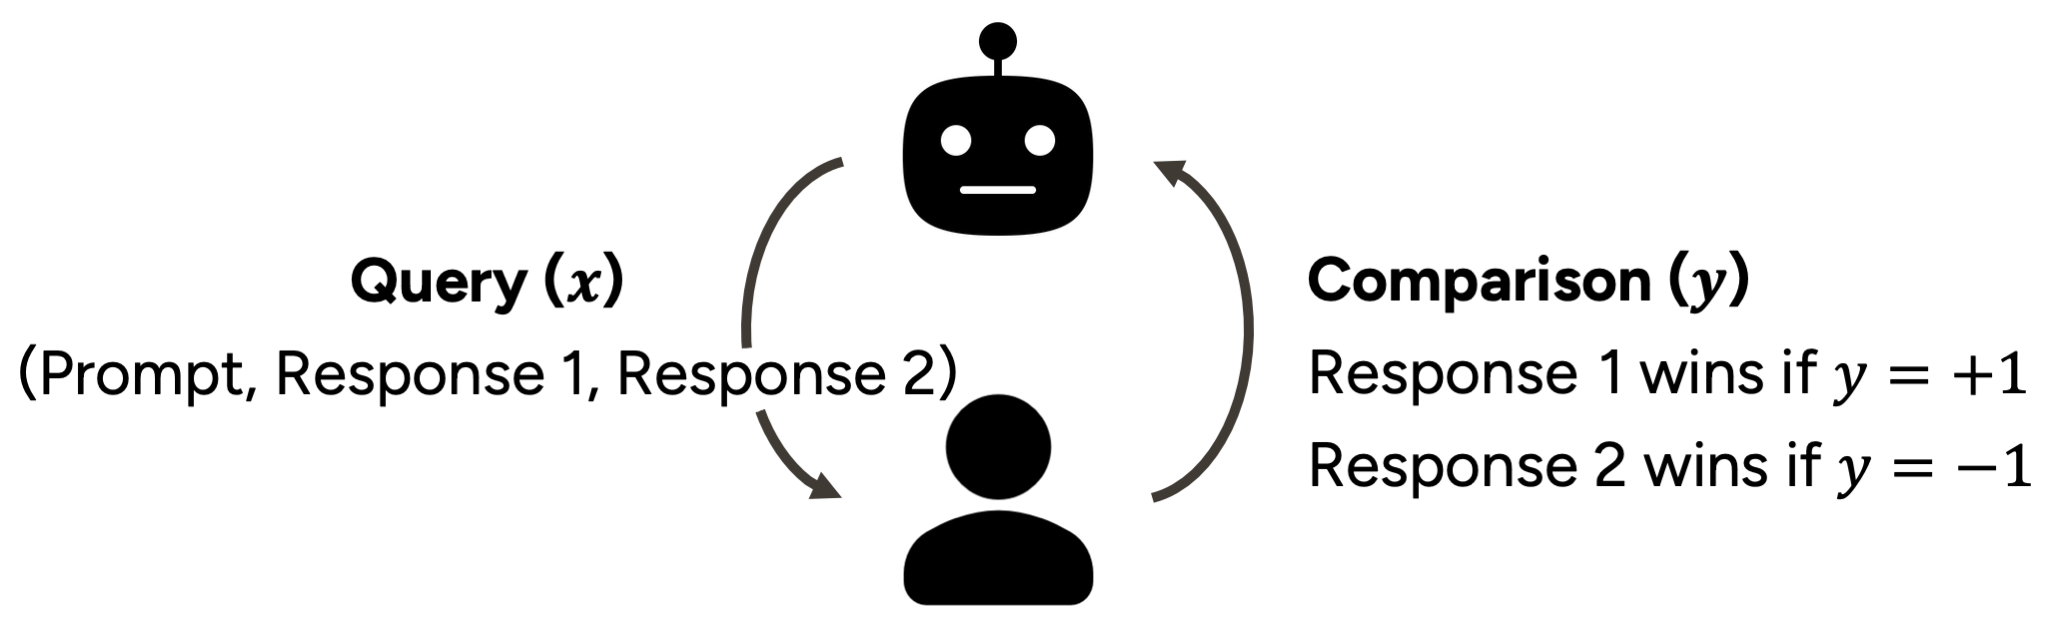 Query (x)
(Prompt, Response 1, Response 2)
Comparison (y)
Response 1 wins if y = +1
Response 2 wins if y = −1